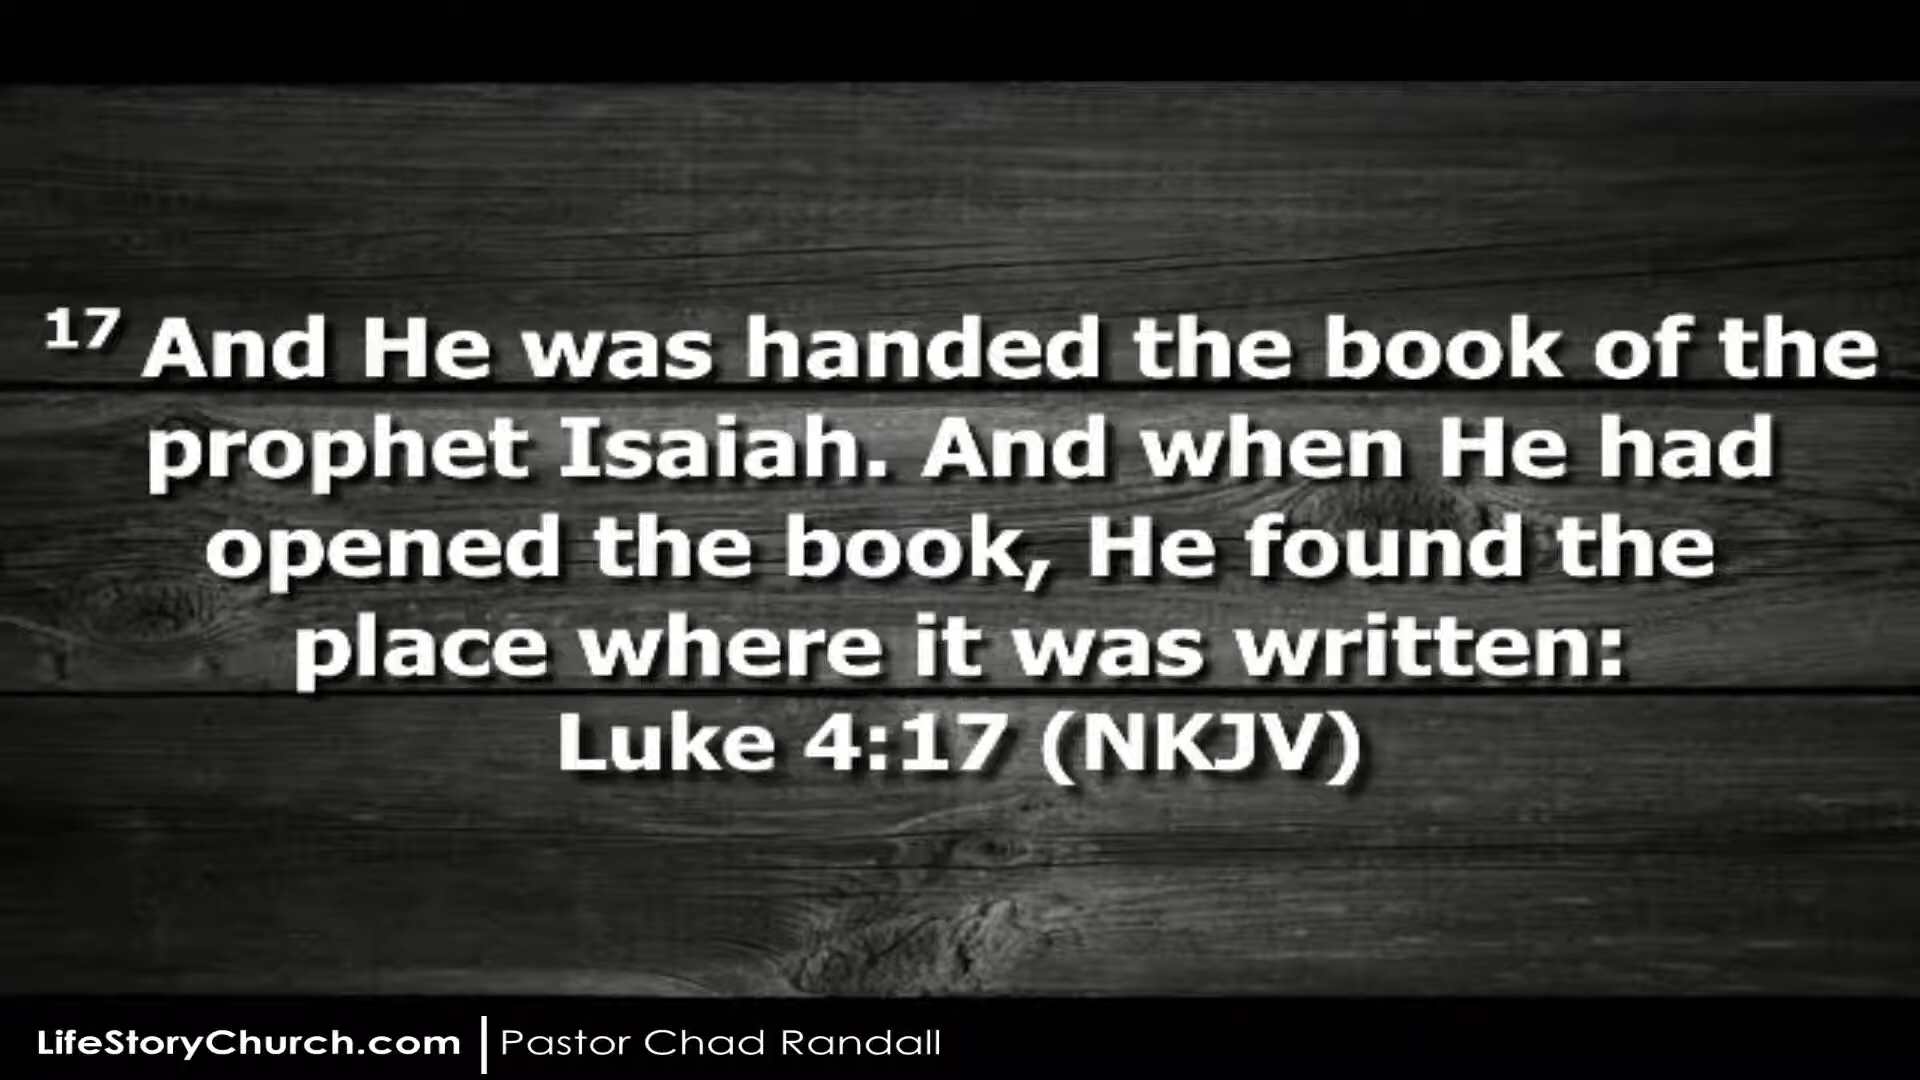 17 And He was handed the book of the
prophet Isaiah. And when He had
opened the book, He found the
place where it was written:
Luke 4:17 (NKJV)
LifeStoryChurch.com | Pastor Chad Randall